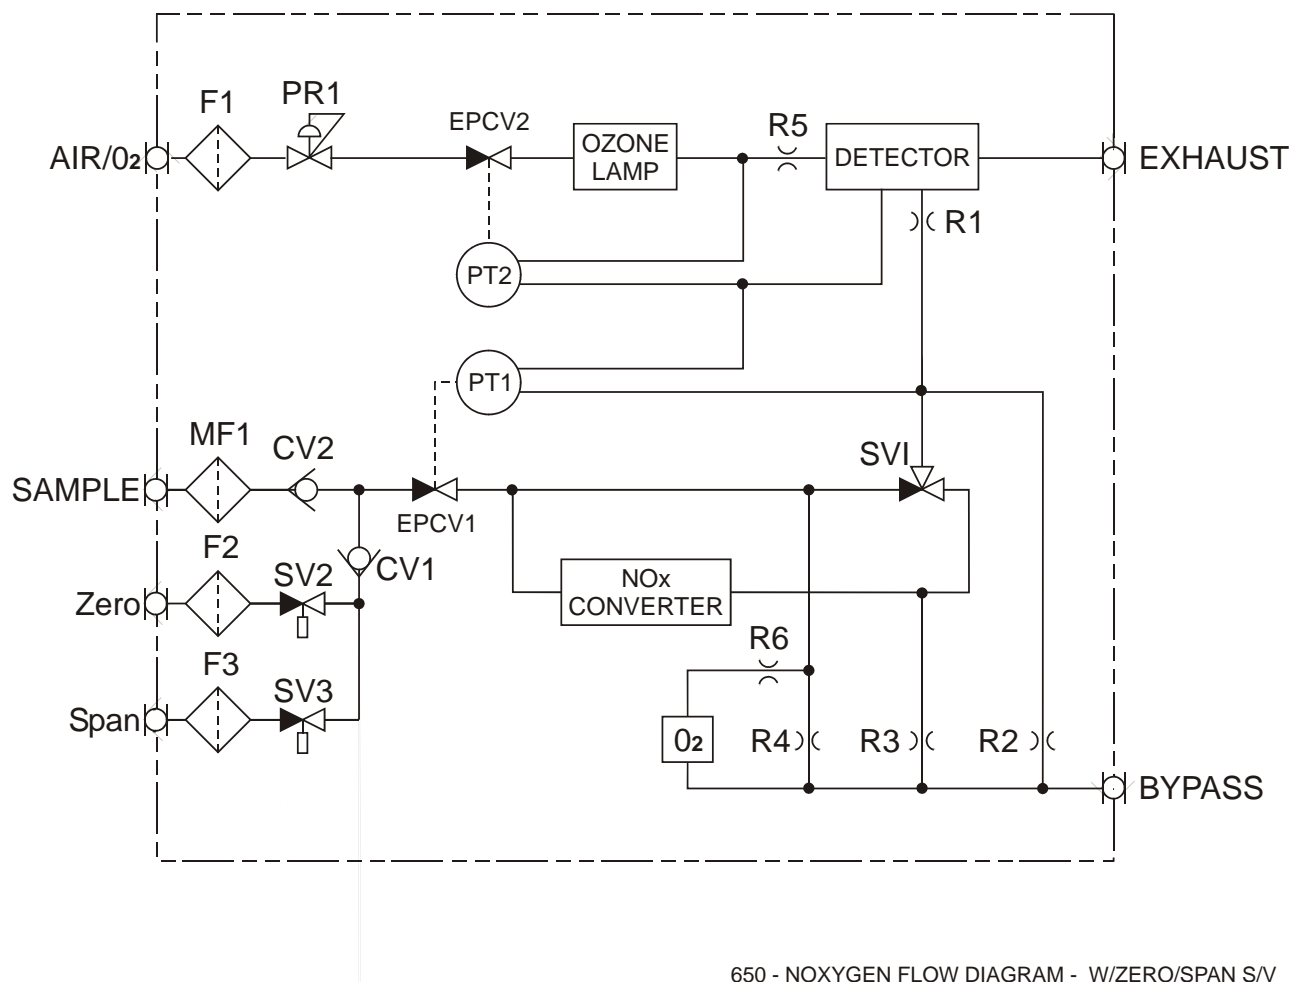 PR1
F1
EPCV2
R5
OZONE
LAMP
DETECTOR
AIR/02
EXHAUST
R1
PT2
PT1
MF1
CV2
SVI
SAMPLE
EPCV1
F2
SV2
CV1
NOx
CONVERTER
Zero
R6
F3
SV3
Span
02
R4
R3
R2
BYPASS
650 - NOXYGEN FLOW DIAGRAM - W/ZERO/SPAN S/V